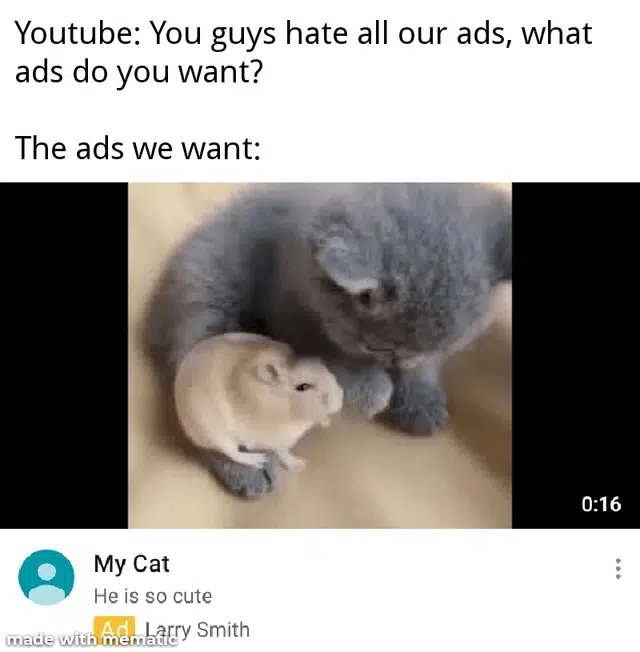 Youtube: You guys hate all our ads, what
ads do you want?
The ads we want:
0:16
My Cat
He is so cute
Ad Larry Smith
made with mematic